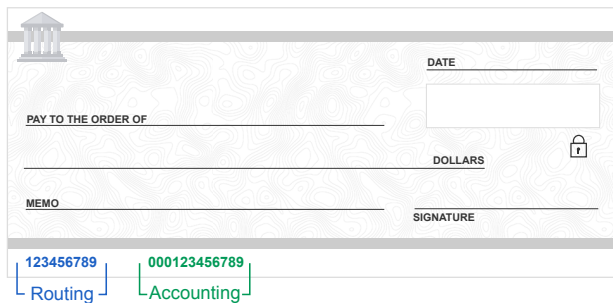 DATE
PAY TO THE ORDER OF
DOLLARS
MEMO
SIGNATURE
123456789 000123456789
Routing Accounting